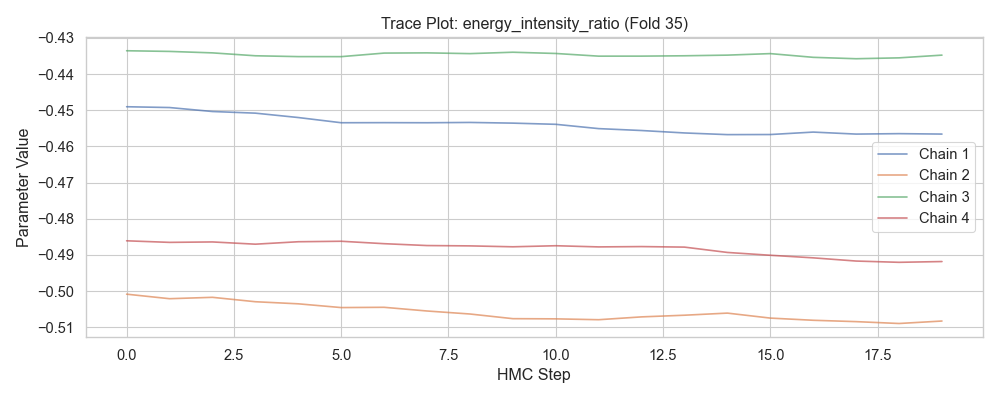 Trace Plot: energy_intensity_ratio (Fold 35)
Parameter Value
−0.43
−0.44
−0.45
−0.46
−0.47
−0.48
−0.49
−0.50
−0.51
Chain 1
Chain 2
Chain 3
Chain 4
0.0 2.5 5.0 7.5 10.0 12.5 15.0 17.5
HMC Step